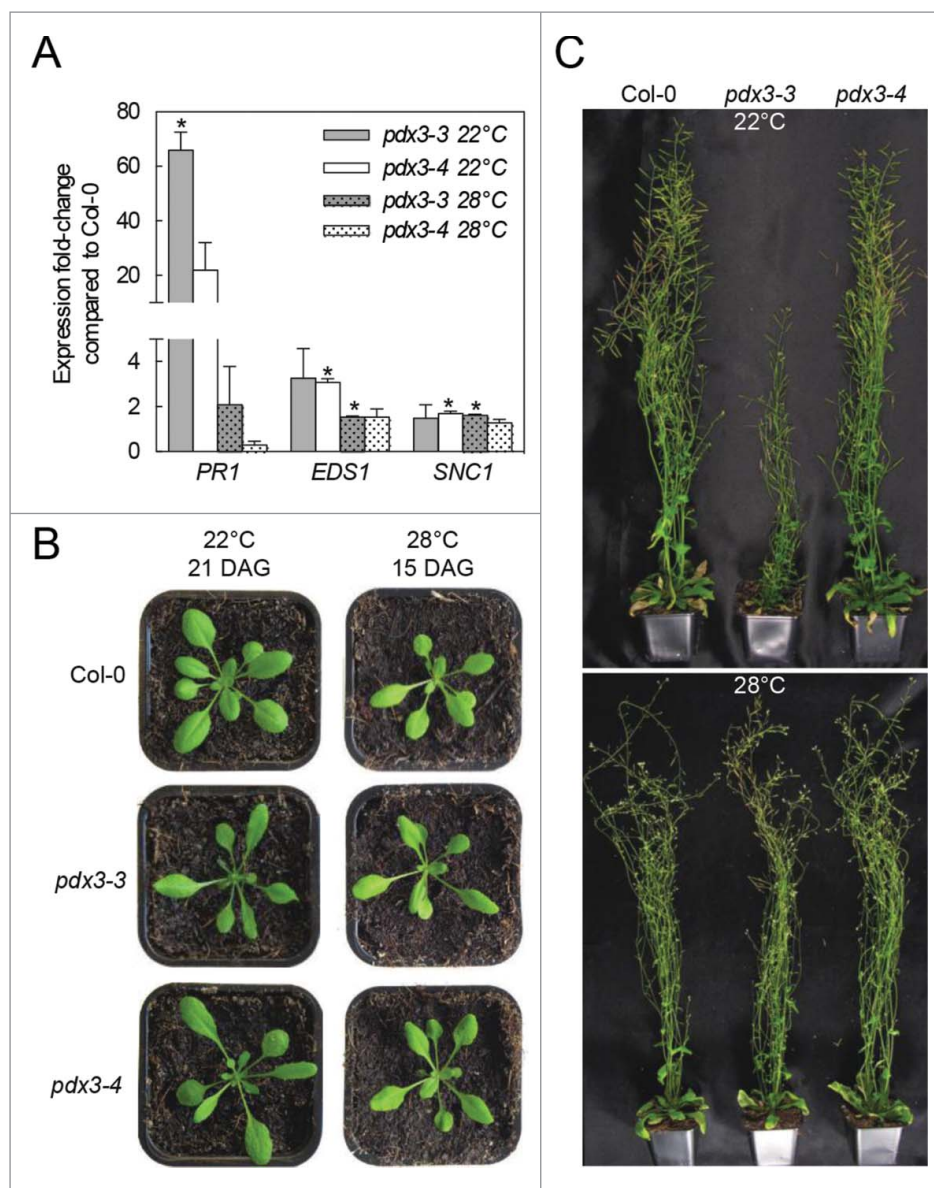 A
Expression fold-change
compared to Col-0
80
60
40
20
4
2
0
*
*
*
*
*
pdx3-3 22°C
pdx3-4 22°C
pdx3-3 28°C
pdx3-4 28°C
PR1 EDS1 SNC1
B
22°C 28°C
21 DAG 15 DAG
Col-0
pdx3-3
pdx3-4
C
Col-0 pdx3-3 pdx3-4
22°C
28°C